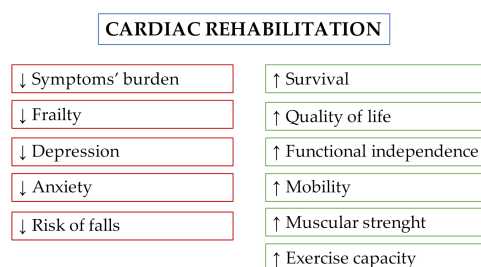 CARDIAC REHABILITATION
↓ Symptoms’ burden
↓ Frailty
↓ Depression
↓ Anxiety
↓ Risk of falls
↑ Survival
↑ Quality of life
↑ Functional independence
↑ Mobility
↑ Muscular strenght
↑ Exercise capacity